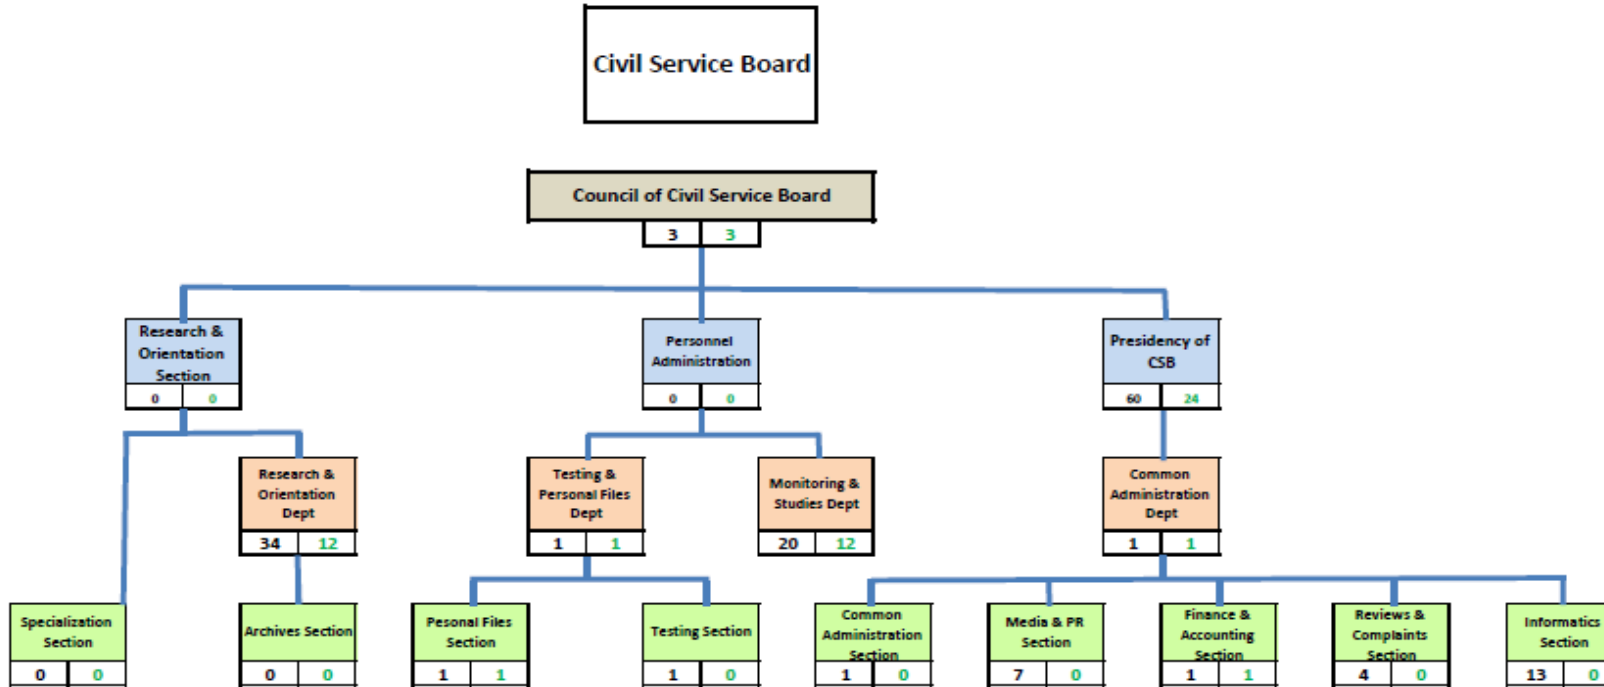 Civil Service Board
Council of Civil Service Board
3 3
Research &
Orientation
Section
0 0
Personnel
Administration
0 0
Presidency of
CSB
60 24
Research &
Orientation
Dept
34 12
Testing &
Personal Files
Dept
1 1
Monitoring &
Studies Dept
20 12
Common
Administration
Dept
1 1
Specialization
Section
0 0
Archives Section
0 0
Pesonal Files
Section
1 1
Testing Section
1 0
Common
Administration
Section
1 0
Media & PR
Section
7 0
Finance &
Accounting
Section
1 1
Reviews &
Complaints
Section
4 0
Informatics
Section
13 0